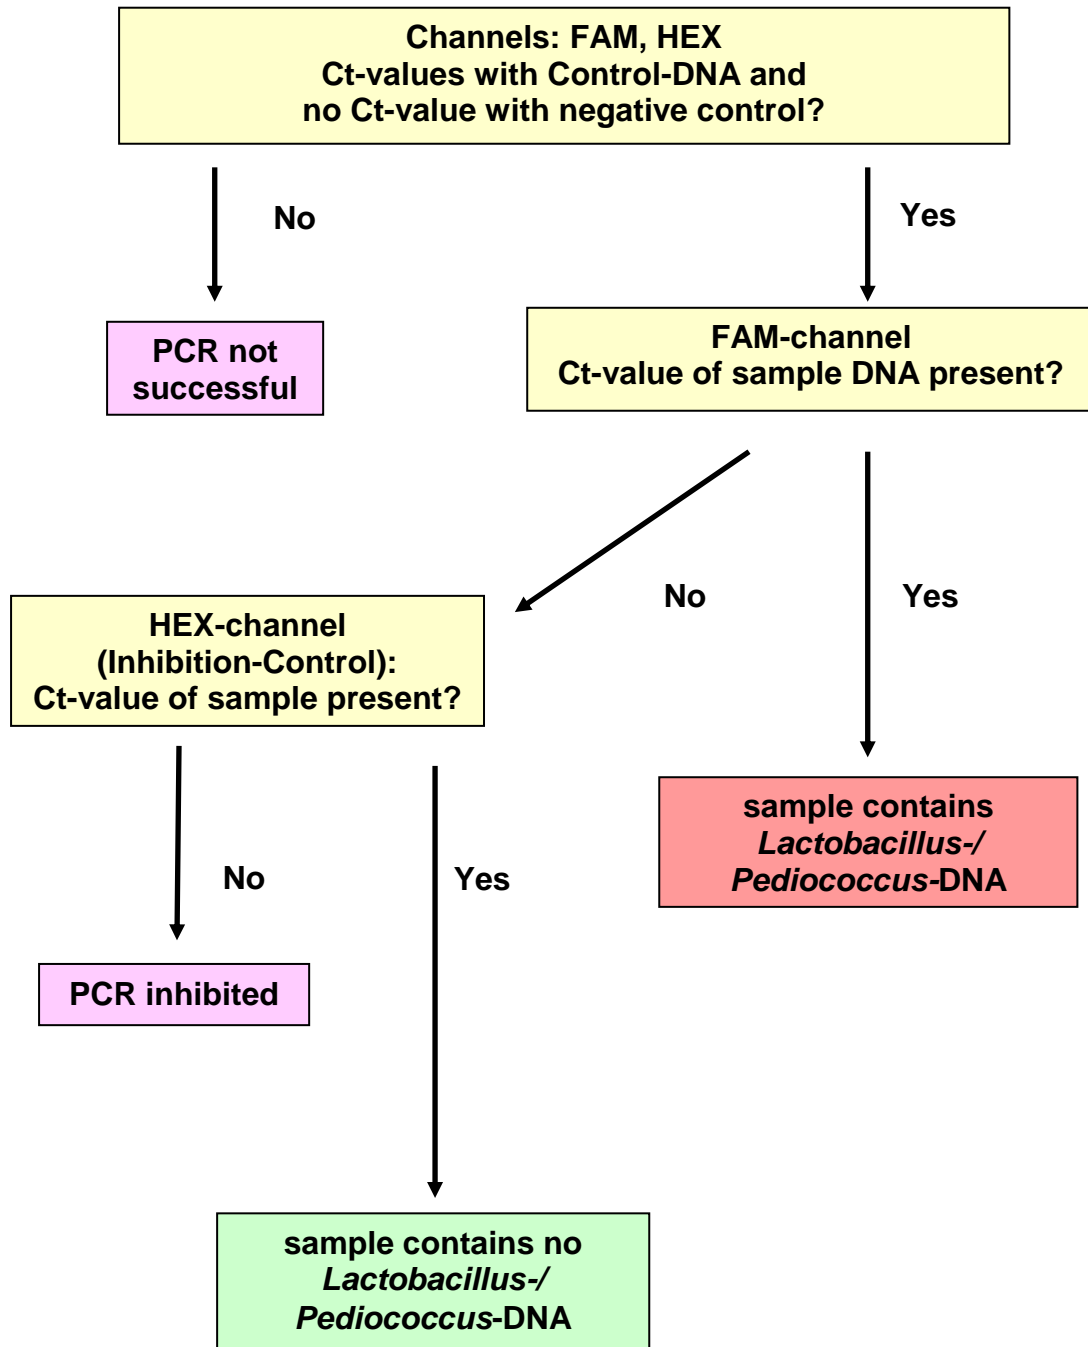 Channels: FAM, HEX
Ct-values with Control-DNA and
no Ct-value with negative control?
No
Yes
PCR not
successful
FAM-channel
Ct-value of sample DNA present?
No
Yes
HEX-channel
(Inhibition-Control):
Ct-value of sample present?
sample contains
Lactobacillus-/
Pediococcus-DNA
No
Yes
PCR inhibited
sample contains no
Lactobacillus-/
Pediococcus-DNA